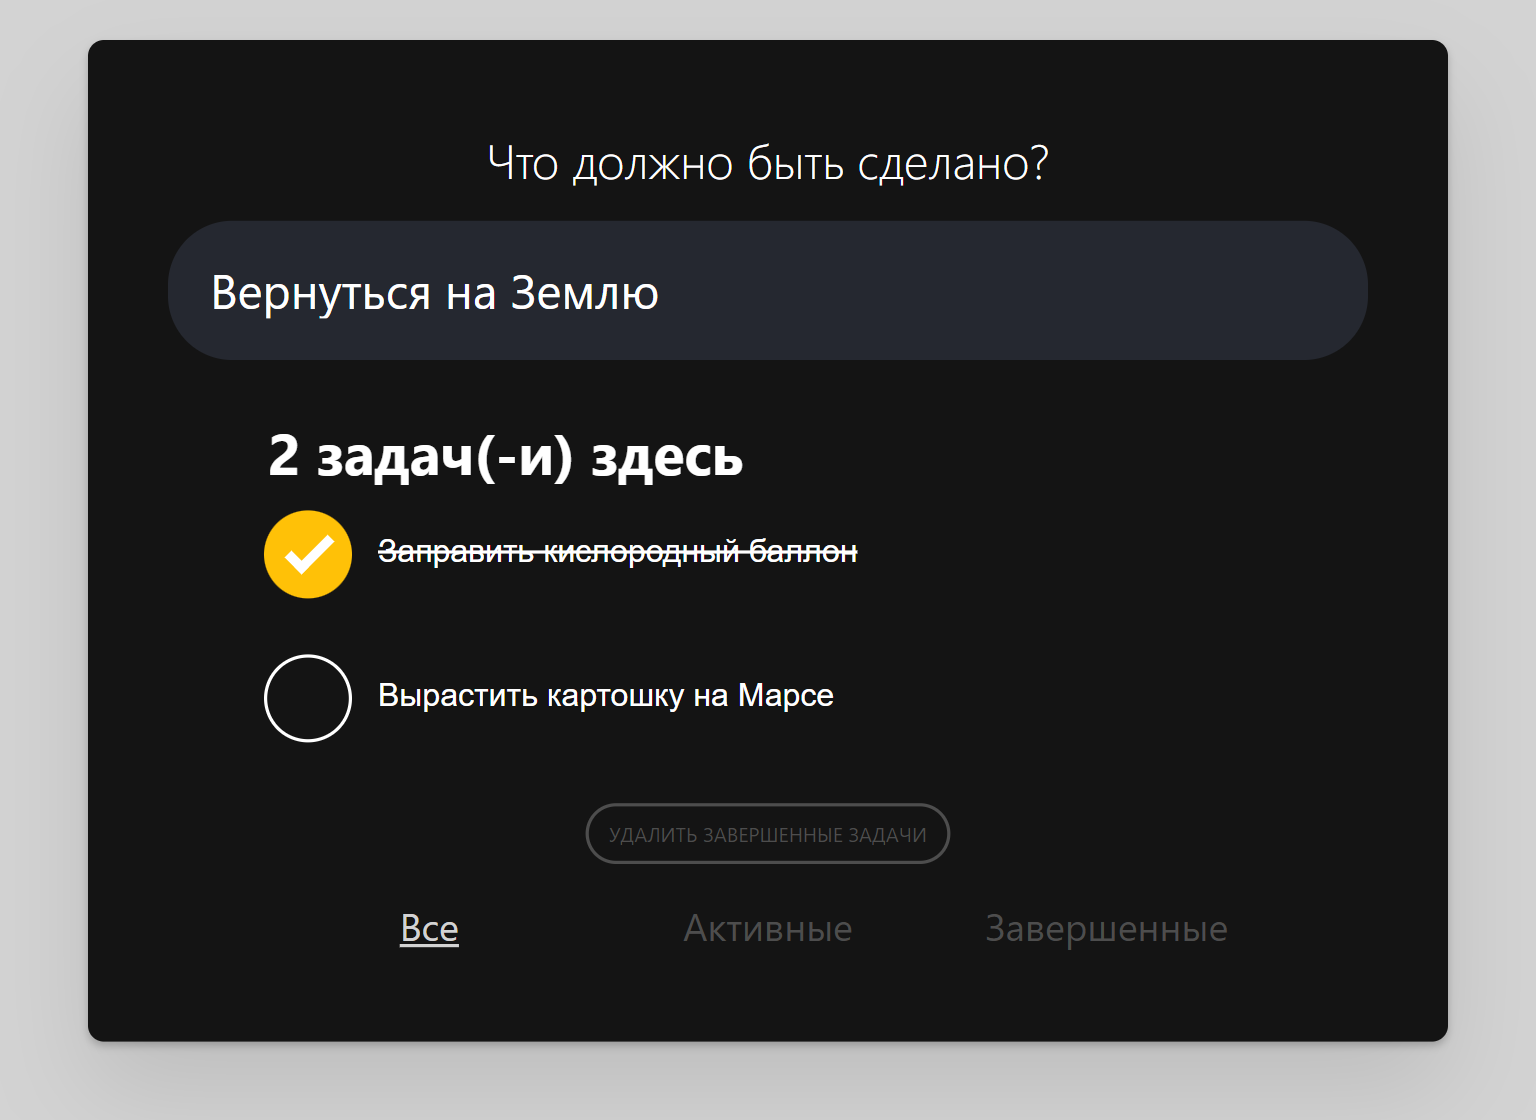 Что должно быть сделано?
Вернуться на Землю
2 задач(-и) здесь
Заправить кислородный баллон
Вырастить картошку на Марсе
УДАЛИТЬ ЗАВЕРШЕННЫЕ ЗАДАЧИ
Все Активные Завершенные